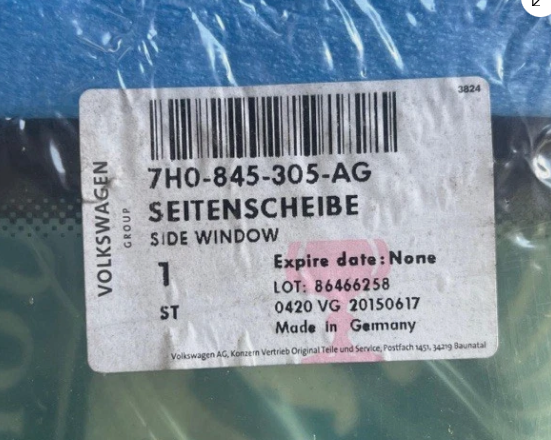 3824
7H0-845-305-AG
SEITENSCHEIBE
SIDE WINDOW
VOLKSWAGEN
GROUP
1
ST
Expire date: None
LOT: 86466258
0420 VG 20150617
Made in Germany
Volkswagen AG, Konzern Vertrieb Original Teile und Service, Postfach 1451, 34219 Baunatal